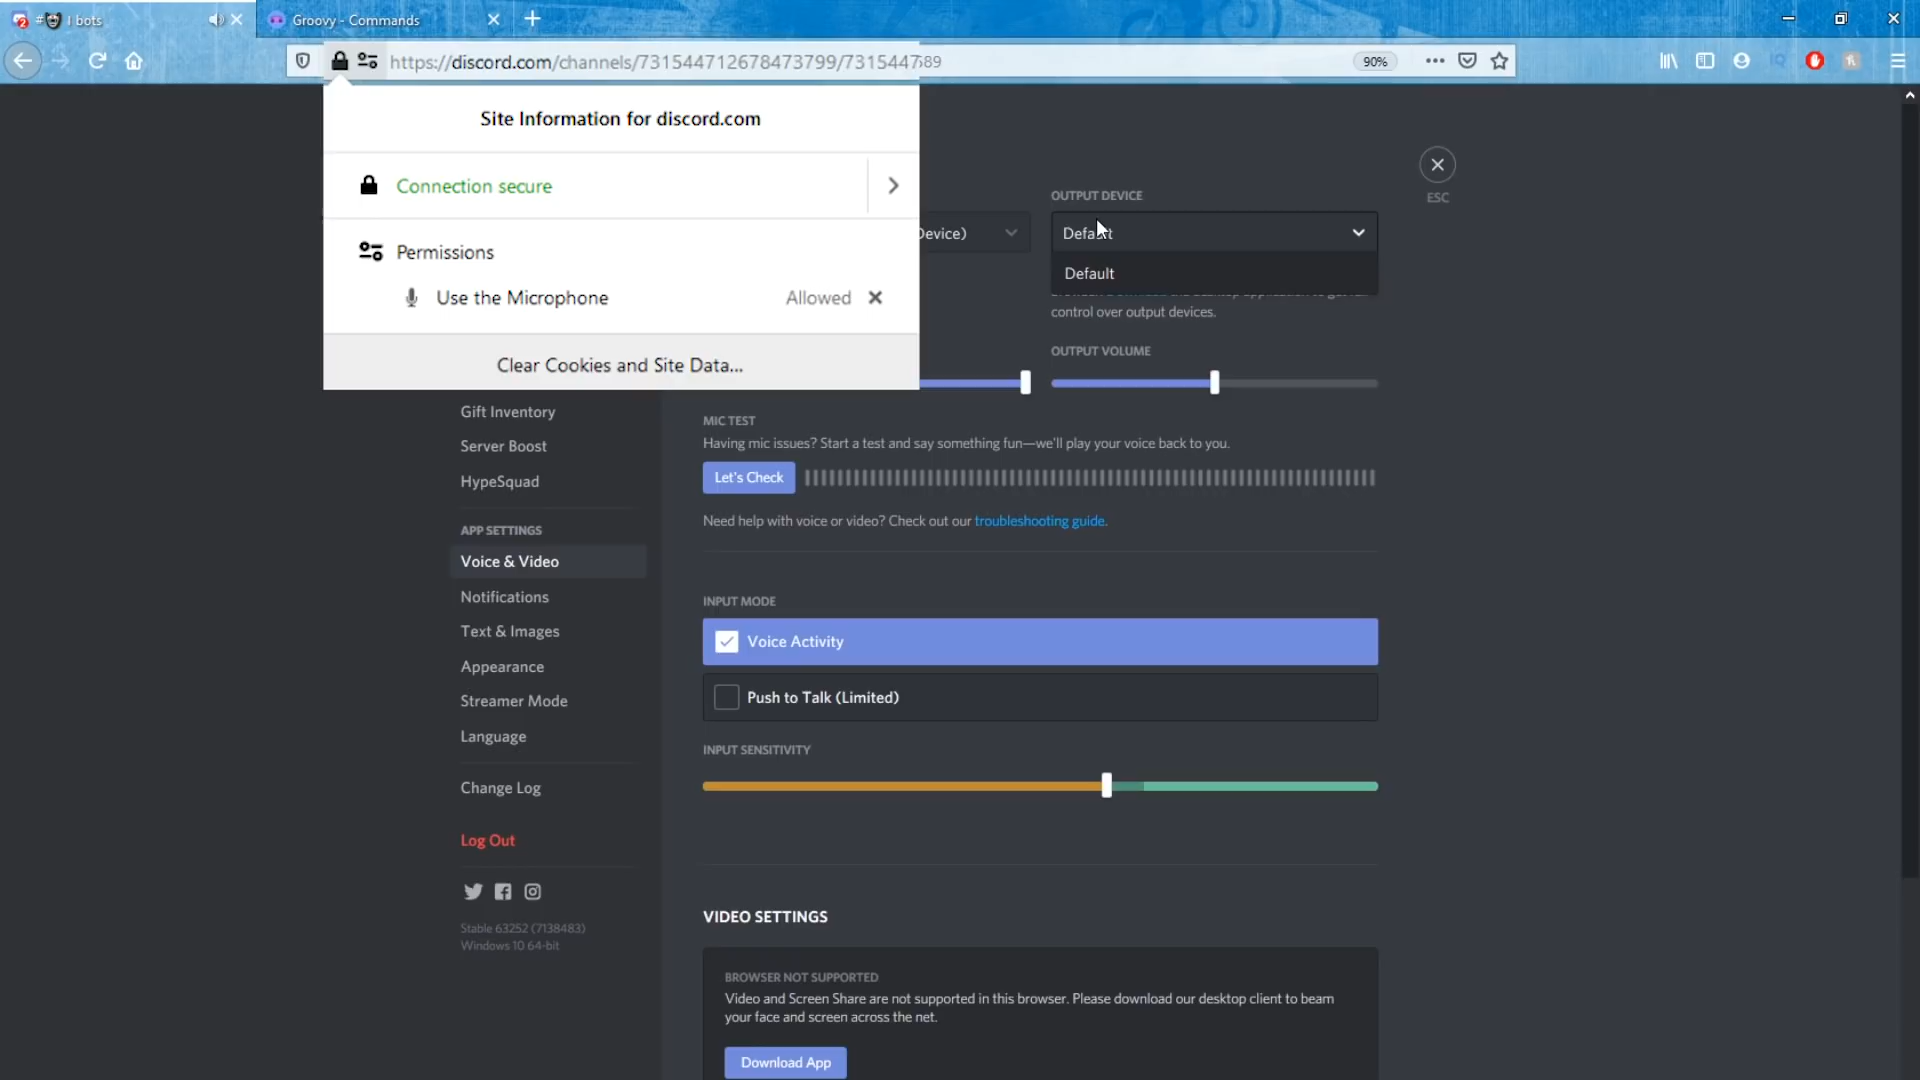 # I bots
Groovy - Commands
https://discord.com/channels/731544712678473799/7315447589
90%
Site Information for discord.com
Connection secure
Permissions
Use the Microphone
Allowed
Clear Cookies and Site Data...
ESC
OUTPUT DEVICE
Device)
Default
Default
control over output devices.
OUTPUT VOLUME
Gift Inventory
Server Boost
HypeSquad
APP SETTINGS
Voice & Video
Notifications
Text & Images
Appearance
Streamer Mode
Language
Change Log
Log Out
Stable 63252 (7138483)
Windows 10 64-bit
MIC TEST
Having mic issues? Start a test and say something fun—we'll play your voice back to you.
Let's Check
Need help with voice or video? Check out our troubleshooting guide.
INPUT MODE
Voice Activity
Push to Talk (Limited)
INPUT SENSITIVITY
VIDEO SETTINGS
BROWSER NOT SUPPORTED
Video and Screen Share are not supported in this browser. Please download our desktop client to beam
your face and screen across the net.
Download App